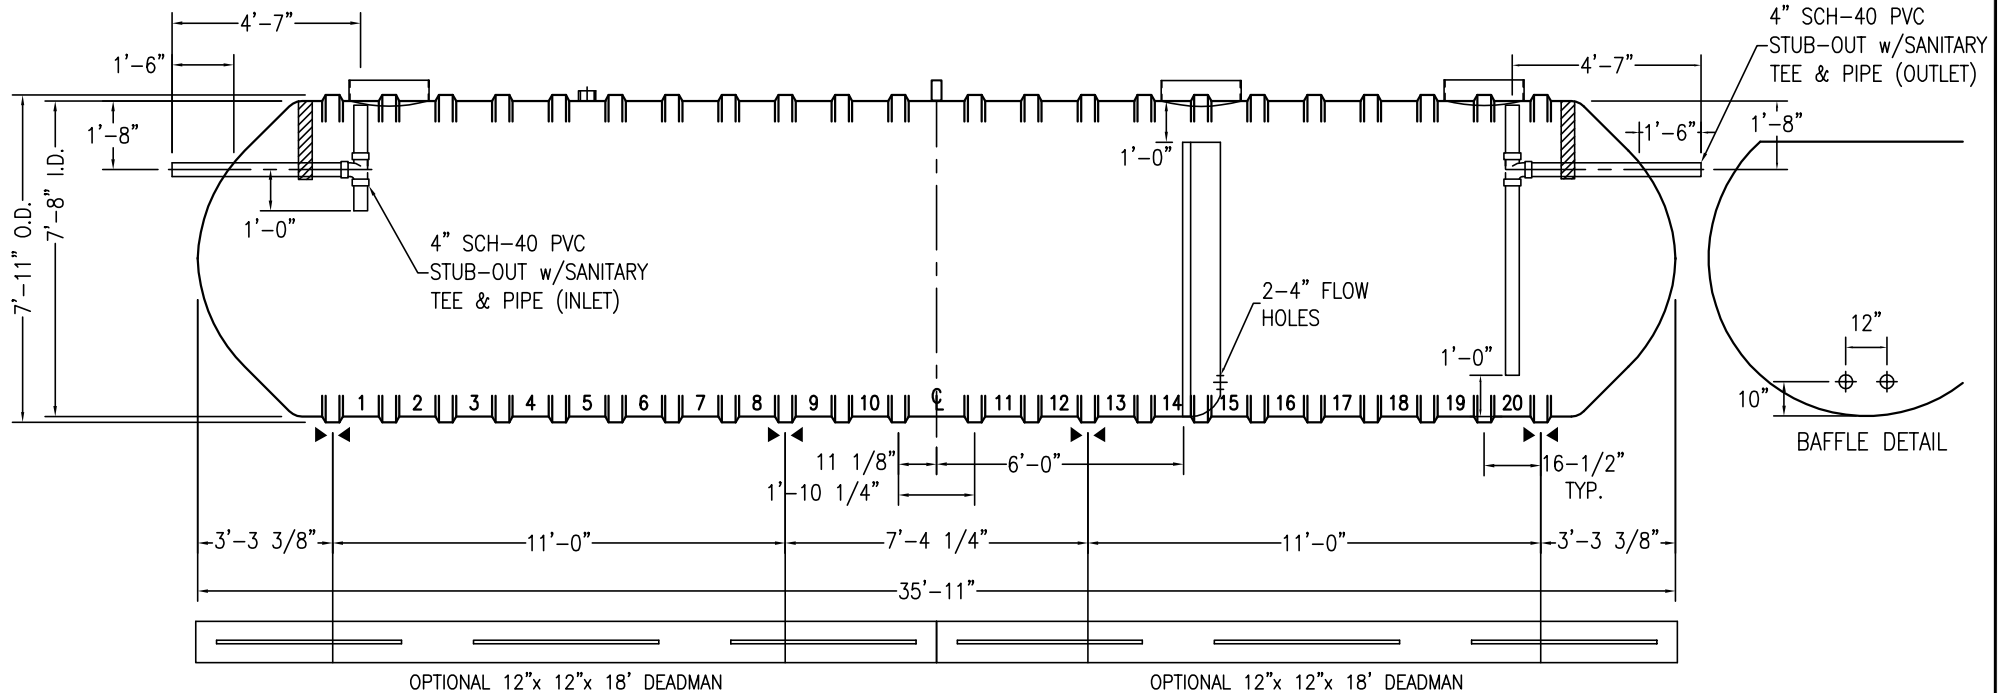 4'-7"
1'-6"
1'-8"
7'-11" O.D.
7'-8" I.D.
1'-0"
4" SCH-40 PVC
STUB-OUT w/SANITARY
TEE & PIPE (INLET)
1'-0"
2-4" FLOW
HOLES
1'-0"
4" SCH-40 PVC
STUB-OUT w/SANITARY
TEE & PIPE (OUTLET)
4'-7"
1'-8"
1'-6"
12"
10"
BAFFLE DETAIL
1 2 3 4 5 6 7 8 9 10 ℄ 11 12 13 14 15 16 17 18 19 20
11 1/8"
6'-0"
16-1/2"
TYP.
1'-10 1/4"
3'-3 3/8"
11'-0"
7'-4 1/4"
11'-0"
3'-3 3/8"
35'-11"
OPTIONAL 12"x 12"x 18' DEADMAN
OPTIONAL 12"x 12"x 18' DEADMAN